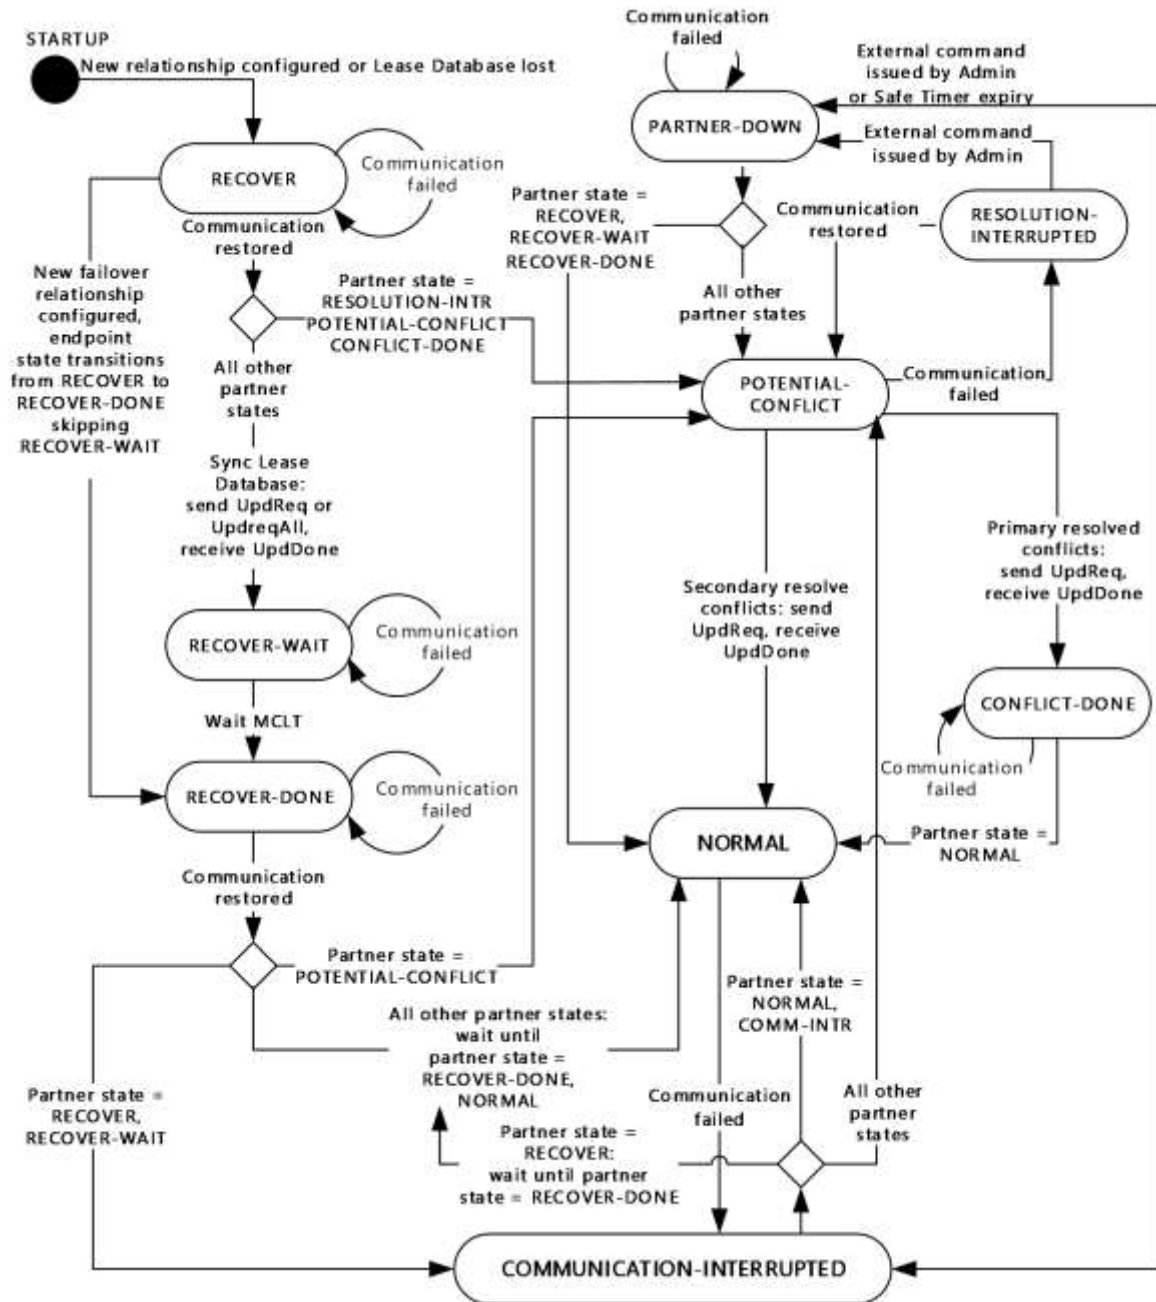 STARTUP
New relationship configured or Lease Database lost
RECOVER
Communication
failed
Communication
restored
New failover
relationship
configured,
endpoint
state transitions
from RECOVER to
RECOVER-DONE
skipping
RECOVER-WAIT
Partner state =
RESOLUTION-INTR
POTENTIAL-CONFLICT
CONFLICT-DONE
All other
partner
states
Sync Lease
Database:
send UpdReq or
UpdreqAll,
receive UpdDone
RECOVER-WAIT
Communication
failed
Wait MCLT
RECOVER-DONE
Communication
failed
Communication
restored
Partner state =
POTENTIAL-CONFLICT
All other partner states:
wait until
partner state =
RECOVER-DONE,
NORMAL
Partner state =
RECOVER,
RECOVER-WAIT
Communication
failed
PARTNER-DOWN
External command
issued by Admin
or Safe Timer expiry
External command
issued by Admin
Partner state =
RECOVER,
RECOVER-WAIT
RECOVER-DONE
Communication
restored
RESOLUTION-
INTERRUPTED
All other
partner states
POTENTIAL-
CONFLICT
Communication
failed
Secondary resolve
conflicts: send
UpdReq, receive
UpdDone
Primary resolved
conflicts:
send UpdReq,
receive UpdDone
CONFLICT-DONE
Communication
failed
Partner state =
NORMAL
NORMAL
Partner state =
NORMAL,
COMM-INTR
Communication
failed
All other
partner
states
Partner state =
RECOVER:
wait until partner
state = RECOVER-DONE
COMMUNICATION-INTERRUPTED